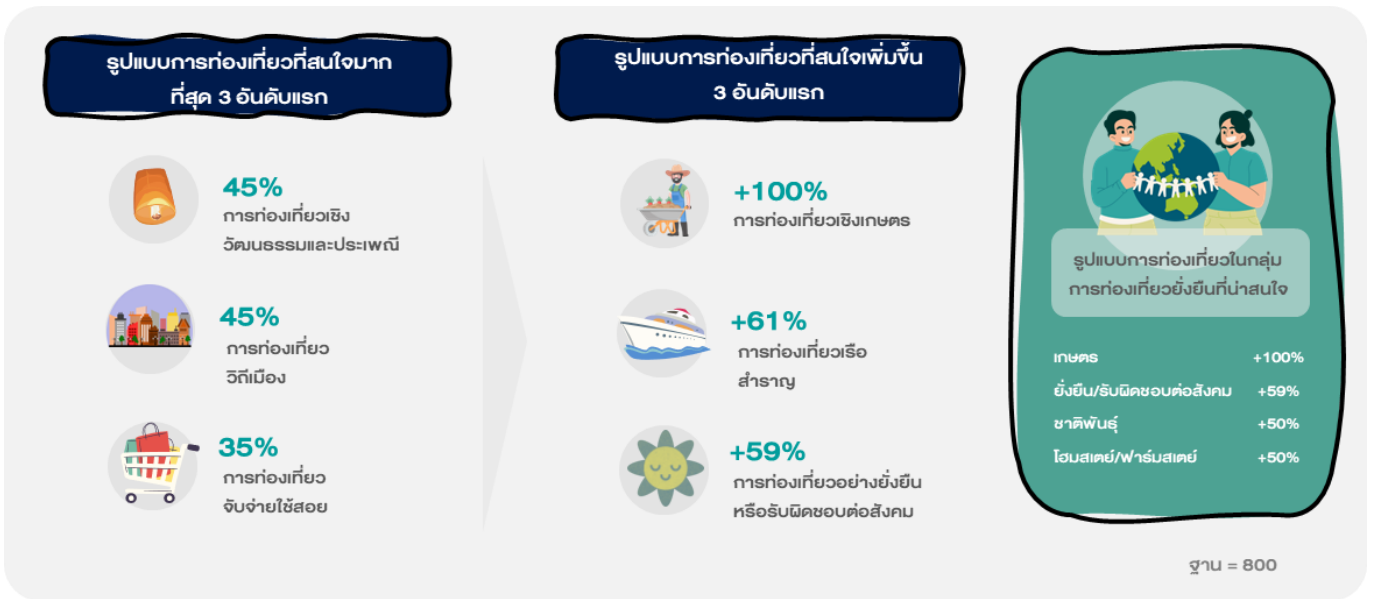 รูปแบบการท่องเที่ยวที่สนใจมาก
ที่สุด 3 อันดับแรก
45%
การท่องเที่ยวเชิง
วัฒนธรรมและประเพณี
45%
การท่องเที่ยว
วิถีเมือง
35%
การท่องเที่ยว
จับจ่ายใช้สอย
รูปแบบการท่องเที่ยวที่สนใจเพิ่มขึ้น
3 อันดับแรก
+100%
การท่องเที่ยวเชิงเกษตร
+61%
การท่องเที่ยวเรือ
สำราญ
+59%
การท่องเที่ยวอย่างยั่งยืน
หรือรับผิดชอบต่อสังคม
รูปแบบการท่องเที่ยวในกลุ่ม
การท่องเที่ยวยั่งยืนที่น่าสนใจ
เกษตร +100%
ยั่งยืน/รับผิดชอบต่อสังคม +59%
ชาติพันธุ์ +50%
โฮมสเตย์/ฟาร์มสเตย์ +50%
ฐาน = 800